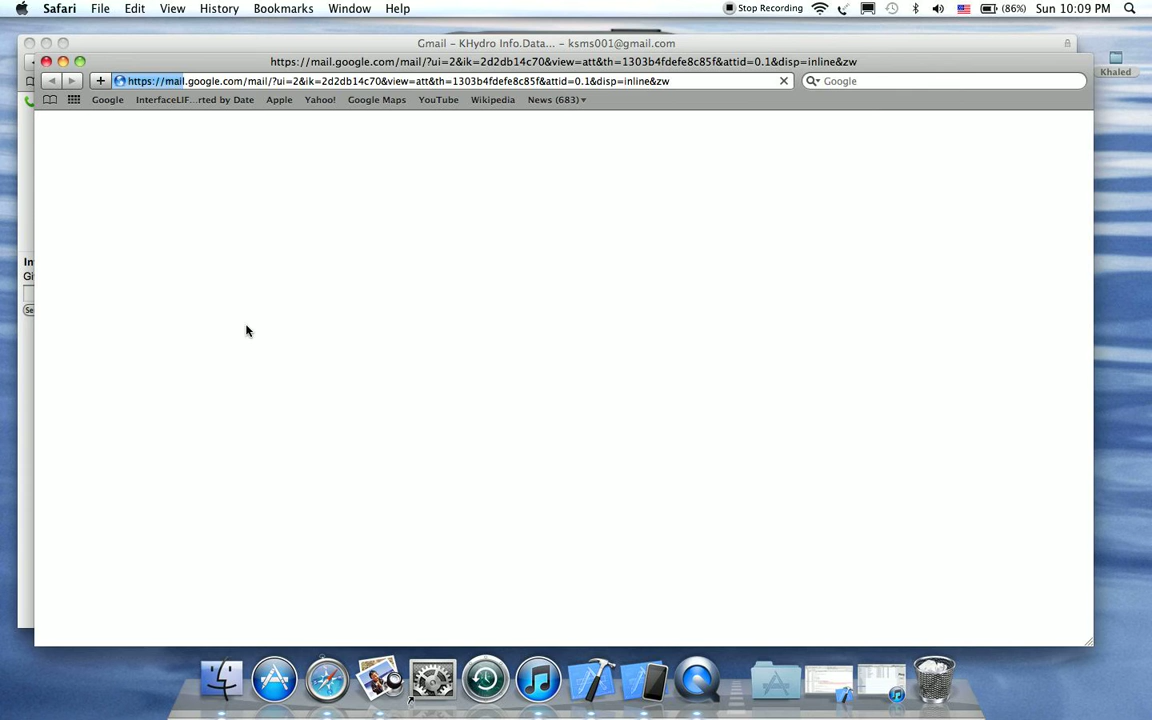 Safari File Edit View History Bookmarks Window Help Stop Recording (86%) Sun 10:09 PM
Gmail – KHydro Info.Data... – ksms001@gmail.com
https://mail.google.com/mail/?ui=2&ik=2d2db14c70&view=att&th=1303b4fdefe8c85f&attid=0.1&disp=inline&zw
https://mail.google.com/mail/?ui=2&ik=2d2db14c70&view=att&th=1303b4fdefe8c85f&attid=0.1&disp=inline&zw Google
Khaled
Google InterfaceLIF...rted by Date Apple Yahoo! Google Maps YouTube Wikipedia News (683)